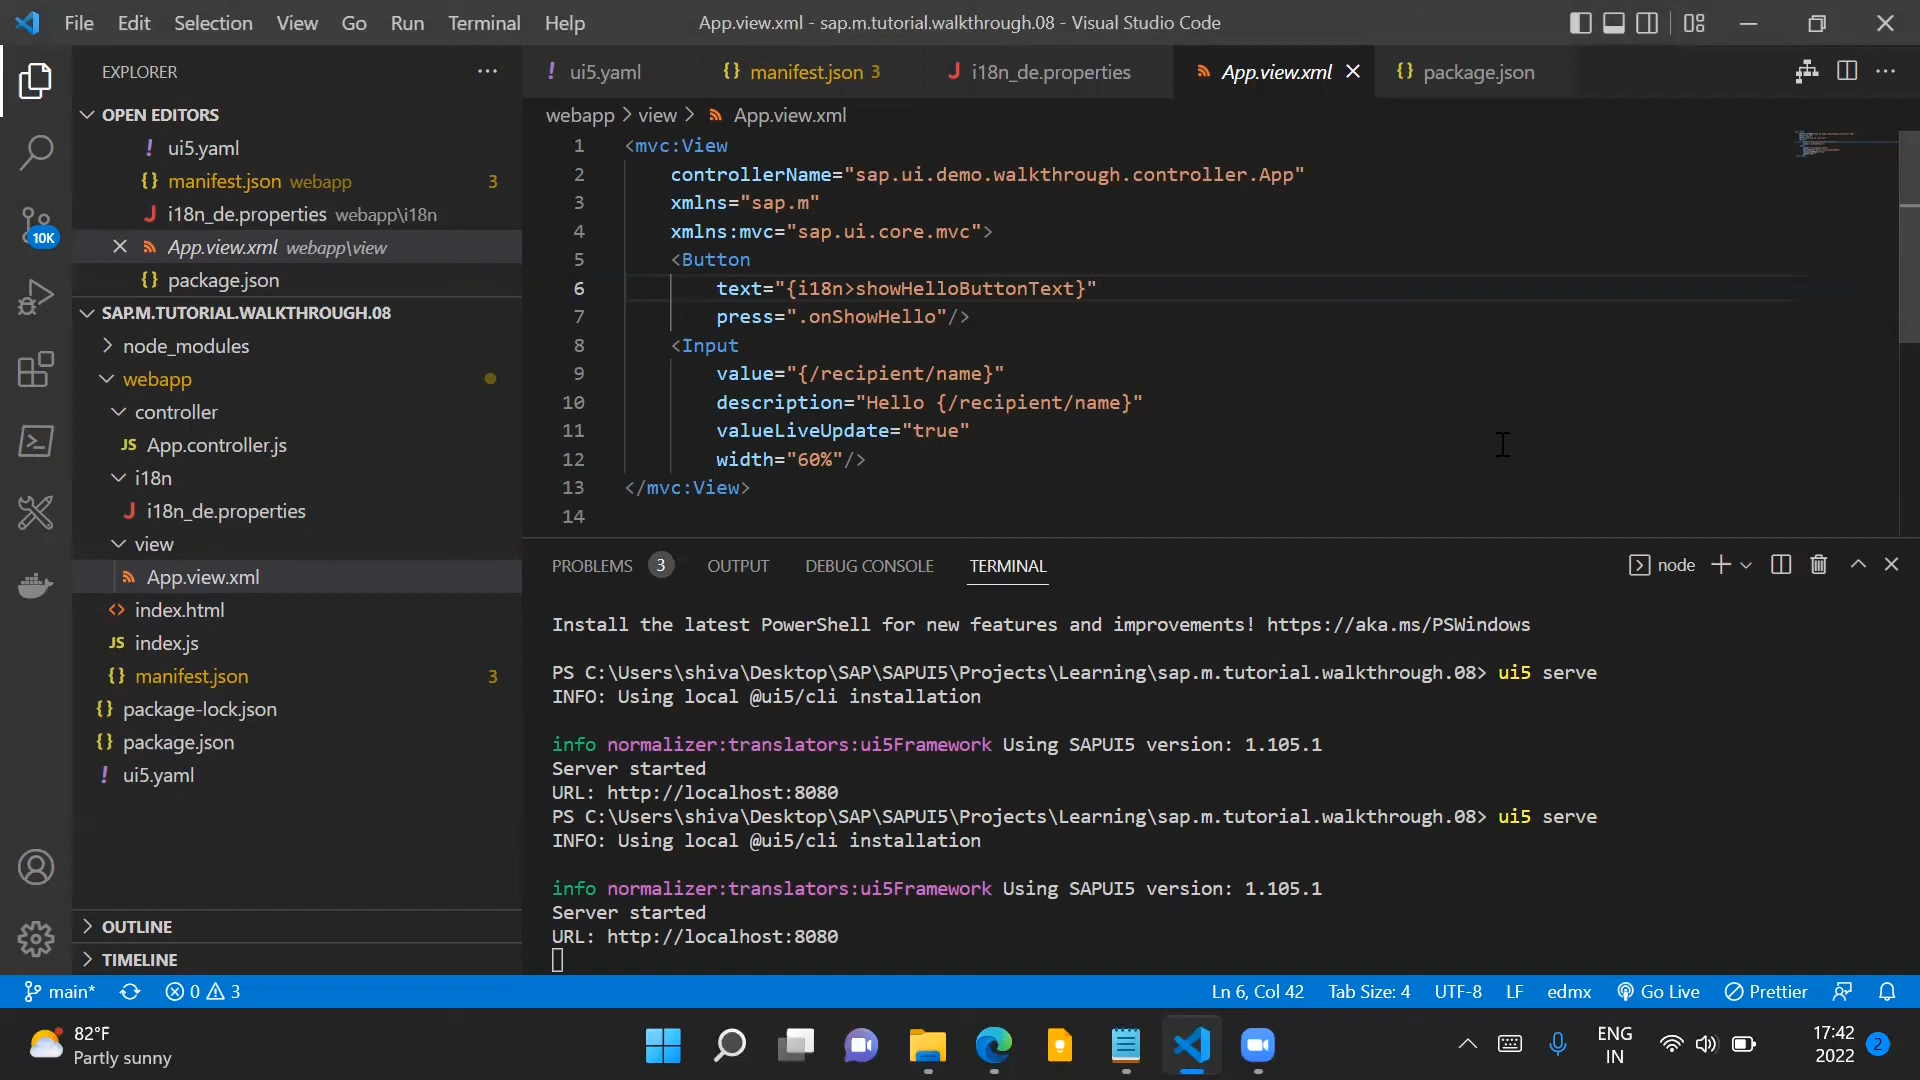 File Edit Selection View Go Run Terminal Help App.view.xml - sap.m.tutorial.walkthrough.08 - Visual Studio Code
EXPLORER
ui5.yaml manifest.json 3 i18n_de.properties App.view.xml package.json
OPEN EDITORS
ui5.yaml
manifest.json webapp 3
i18n_de.properties webapp\i18n
App.view.xml webapp\view
package.json
SAP.M.TUTORIAL.WALKTHROUGH.08
node_modules
webapp
controller
App.controller.js
i18n
i18n_de.properties
view
App.view.xml
index.html
index.js
manifest.json 3
package-lock.json
package.json
ui5.yaml
OUTLINE
TIMELINE
10K
webapp > view > App.view.xml
1 <mvc:View
2 controllerName="sap.ui.demo.walkthrough.controller.App"
3 xmlns="sap.m"
4 xmlns:mvc="sap.ui.core.mvc">
5 <Button
6 text="{i18n>showHelloButtonText}"
7 press=".onShowHello"/>
8 <Input
9 value="{/recipient/name}"
10 description="Hello {/recipient/name}"
11 valueLiveUpdate="true"
12 width="60%"/>
13 </mvc:View>
14
PROBLEMS 3 OUTPUT DEBUG CONSOLE TERMINAL node
Install the latest PowerShell for new features and improvements! https://aka.ms/PSWindows
PS C:\Users\shiva\Desktop\SAP\SAPUI5\Projects\Learning\sap.m.tutorial.walkthrough.08> ui5 serve
INFO: Using local @ui5/cli installation
info normalizer:translators:ui5Framework Using SAPUI5 version: 1.105.1
Server started
URL: http://localhost:8080
PS C:\Users\shiva\Desktop\SAP\SAPUI5\Projects\Learning\sap.m.tutorial.walkthrough.08> ui5 serve
INFO: Using local @ui5/cli installation
info normalizer:translators:ui5Framework Using SAPUI5 version: 1.105.1
Server started
URL: http://localhost:8080
main* 0 3 Ln 6, Col 42 Tab Size: 4 UTF-8 LF edmx Go Live Prettier
82°F
Partly sunny
ENG
IN
17:42
2022
2